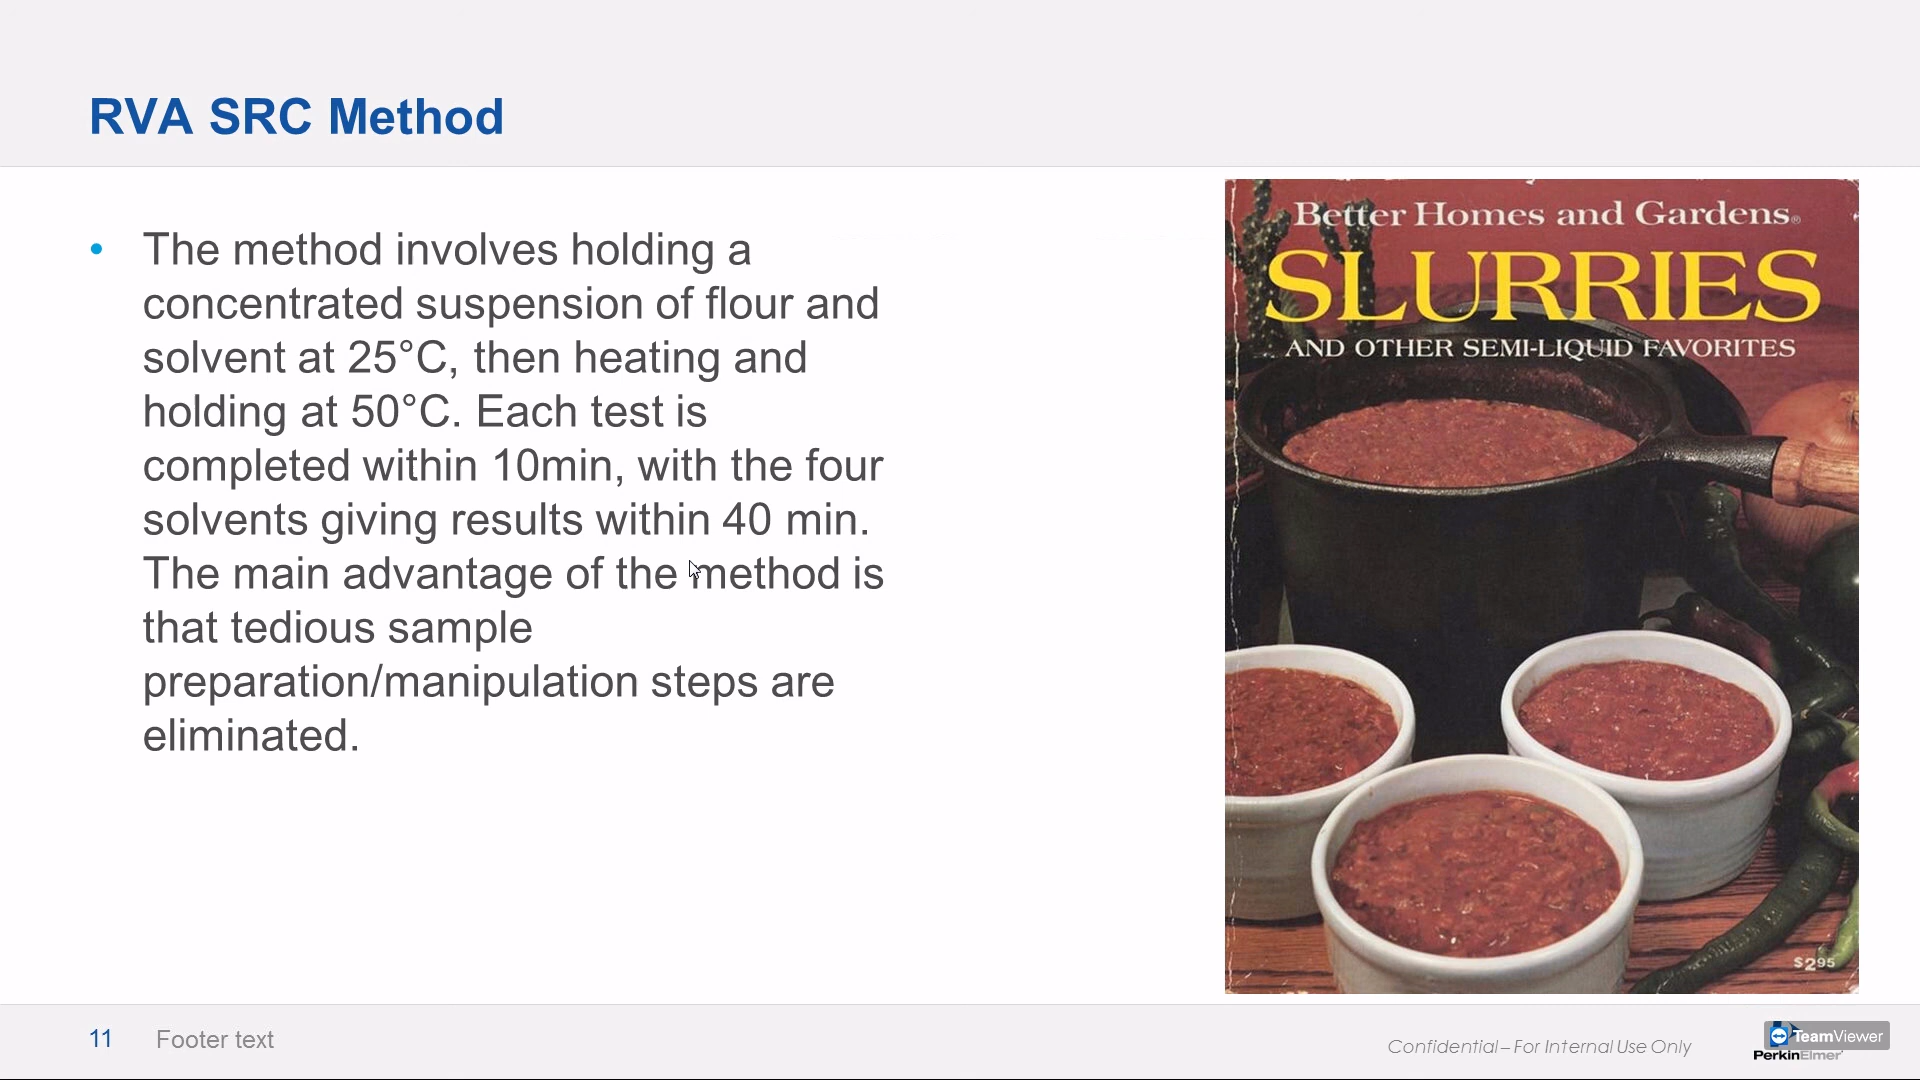 RVA SRC Method
• The method involves holding a
concentrated suspension of flour and
solvent at 25°C, then heating and
holding at 50°C. Each test is
completed within 10min, with the four
solvents giving results within 40 min.
The main advantage of the method is
that tedious sample
preparation/manipulation steps are
eliminated.
Better Homes and Gardens®
SLURRIES
AND OTHER SEMI-LIQUID FAVORITES
$2.95
11 Footer text
Confidential – For Internal Use Only
TeamViewer
PerkinElmer